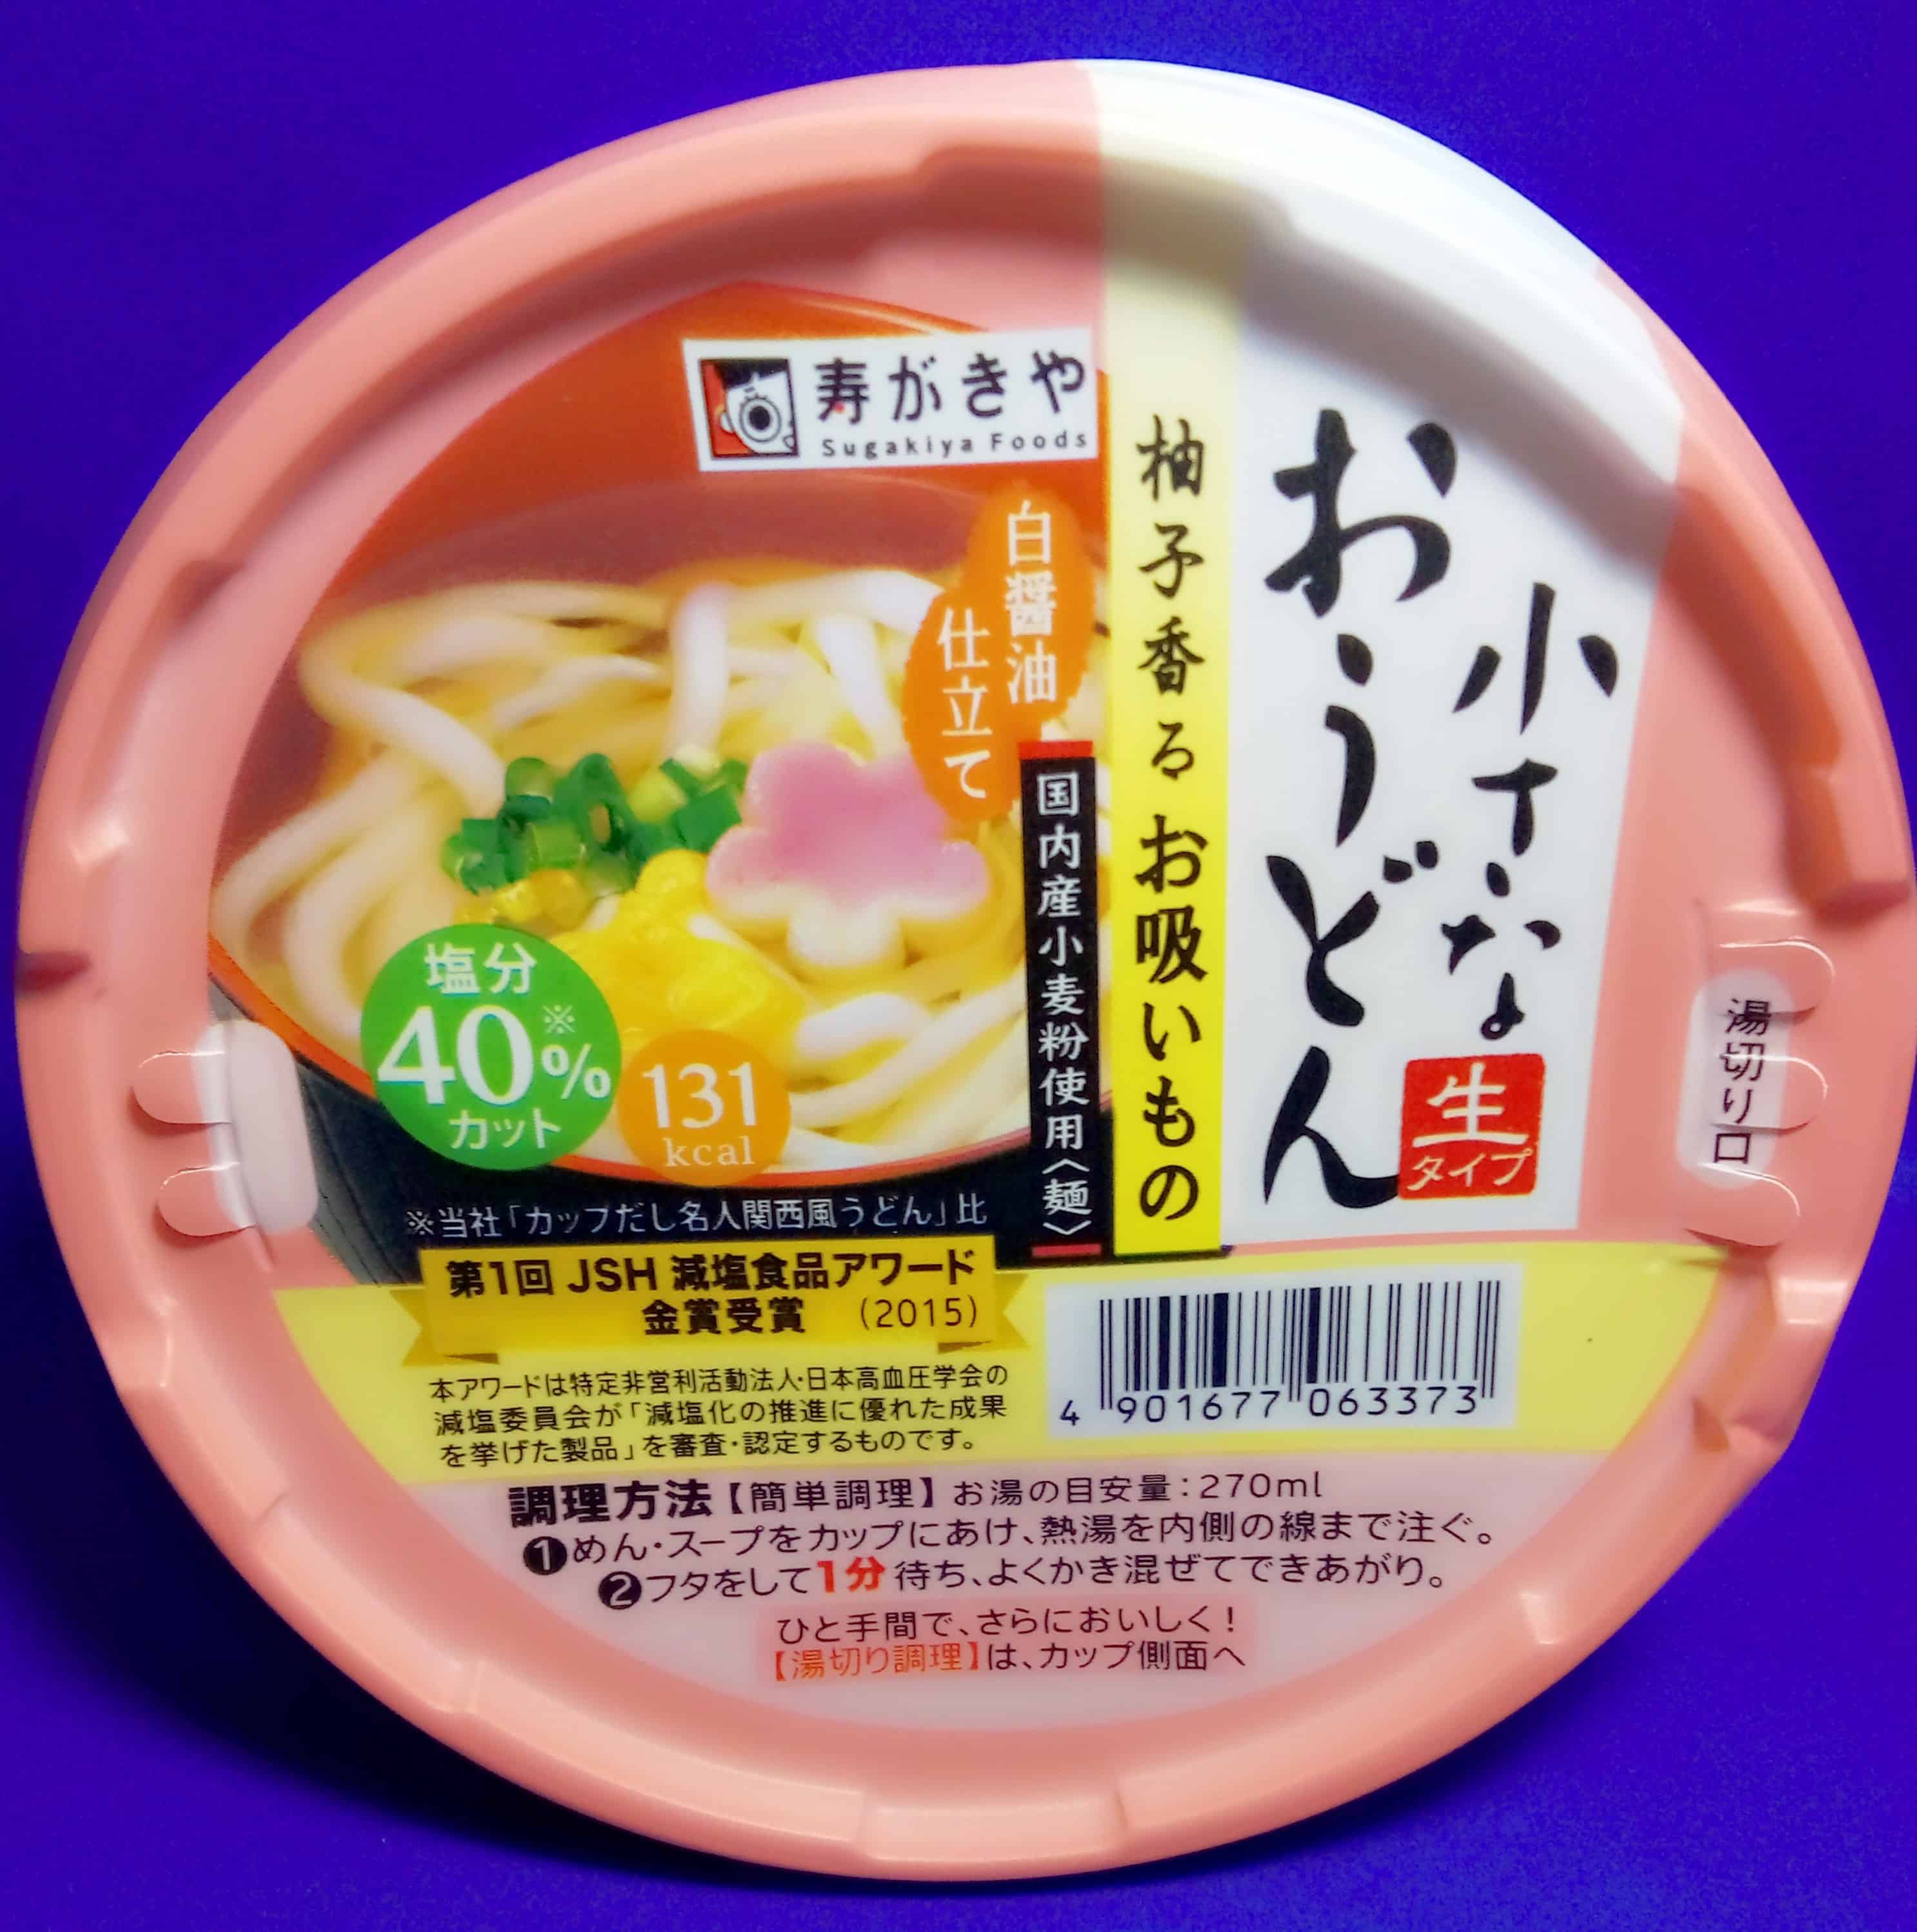 寿がきや
Sugakiya Foods
小さな
おうどん
生
タイプ
柚子香る お吸いもの
白醤油
仕立て
国内産小麦粉使用〈麺〉
塩分
40%※
カット
131
kcal
※当社「カップだし名人関西風うどん」比
湯切り口
第1回 JSH 減塩食品アワード
金賞受賞 (2015)
本アワードは特定非営利活動法人・日本高血圧学会の
減塩委員会が「減塩化の推進に優れた成果
を挙げた製品」を審査・認定するものです。
4 901677 063373
調理方法【簡単調理】お湯の目安量:270ml
❶めん・スープをカップにあけ、熱湯を内側の線まで注ぐ。
❷フタをして1分待ち、よくかき混ぜてできあがり。
ひと手間で、さらにおいしく!
【湯切り調理】は、カップ側面へ